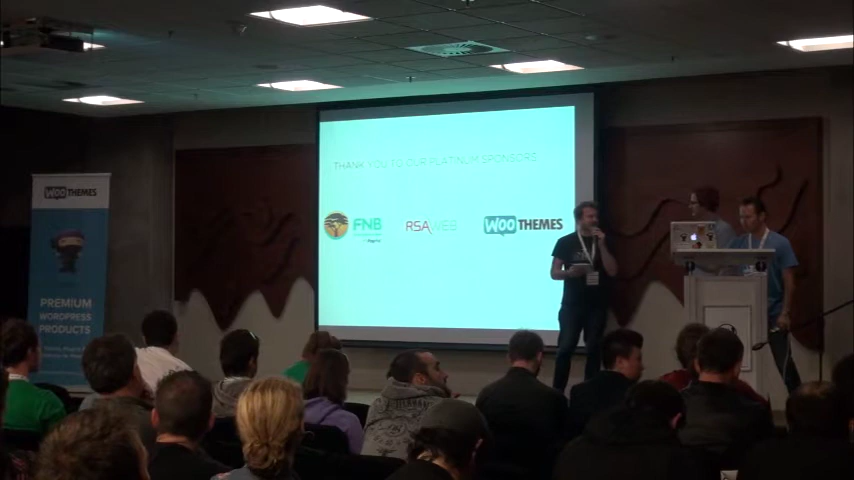 THANK YOU TO OUR PLATINUM SPONSORS
FNB
RSAWEB
WOO THEMES
WOO THEMES
PREMIUM
WORDPRESS
PRODUCTS